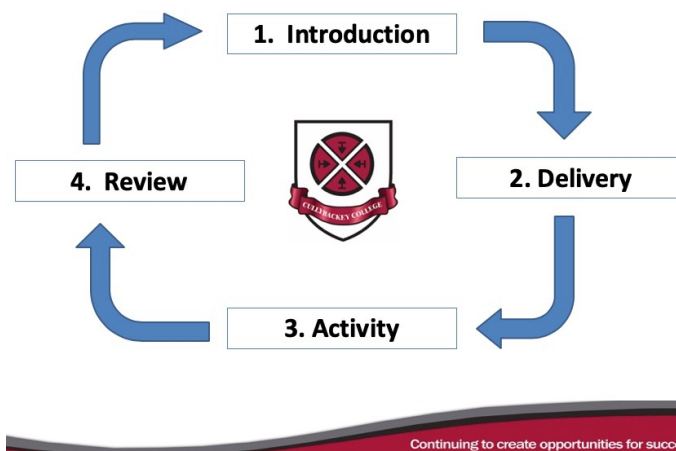 1. Introduction
4. Review
2. Delivery
CULLYBACKEY COLLEGE
3. Activity
Continuing to create opportunities for succ